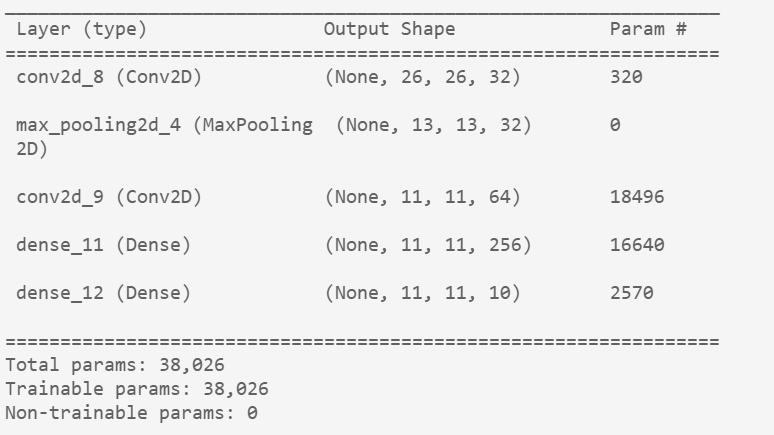 _________________________________________________________________
Layer (type) Output Shape Param #
=================================================================
conv2d_8 (Conv2D) (None, 26, 26, 32) 320
max_pooling2d_4 (MaxPooling (None, 13, 13, 32) 0
2D)
conv2d_9 (Conv2D) (None, 11, 11, 64) 18496
dense_11 (Dense) (None, 11, 11, 256) 16640
dense_12 (Dense) (None, 11, 11, 10) 2570
=================================================================
Total params: 38,026
Trainable params: 38,026
Non-trainable params: 0